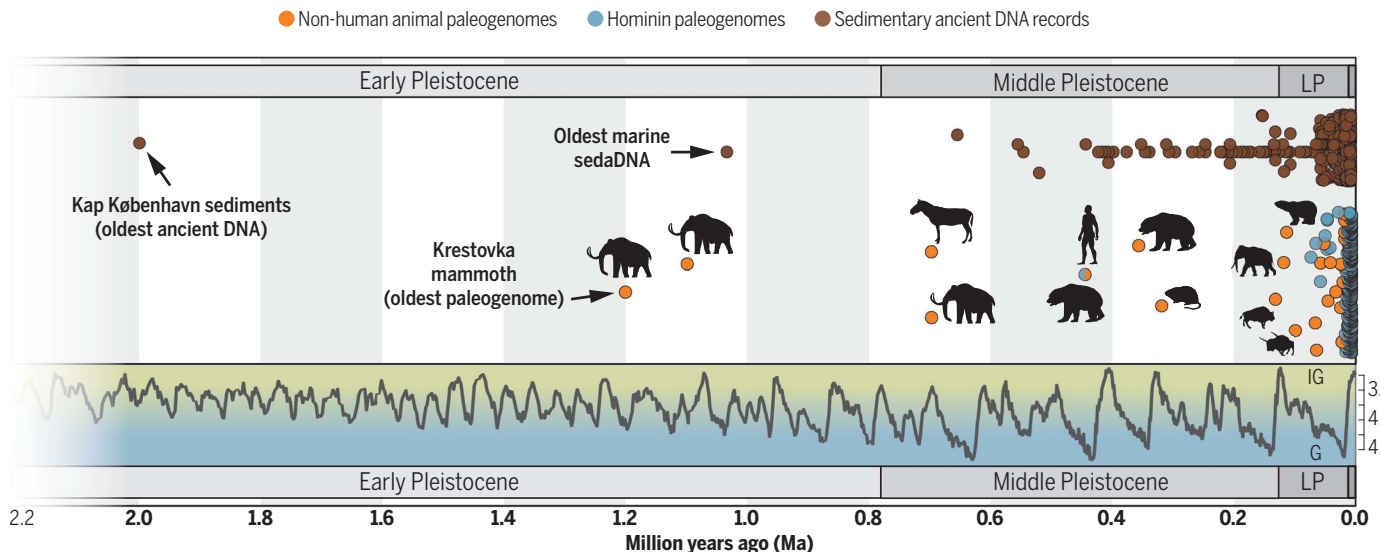 Non-human animal paleogenomes Hominin paleogenomes Sedimentary ancient DNA records
Early Pleistocene Middle Pleistocene LP
Oldest marine
sedaDNA
Kap København sediments
(oldest ancient DNA)
Krestovka
mammoth
(oldest paleogenome)
IG
3.
4.
4.
G
Early Pleistocene Middle Pleistocene LP
2.2 2.0 1.8 1.6 1.4 1.2 1.0 0.8 0.6 0.4 0.2 0.0
Million years ago (Ma)